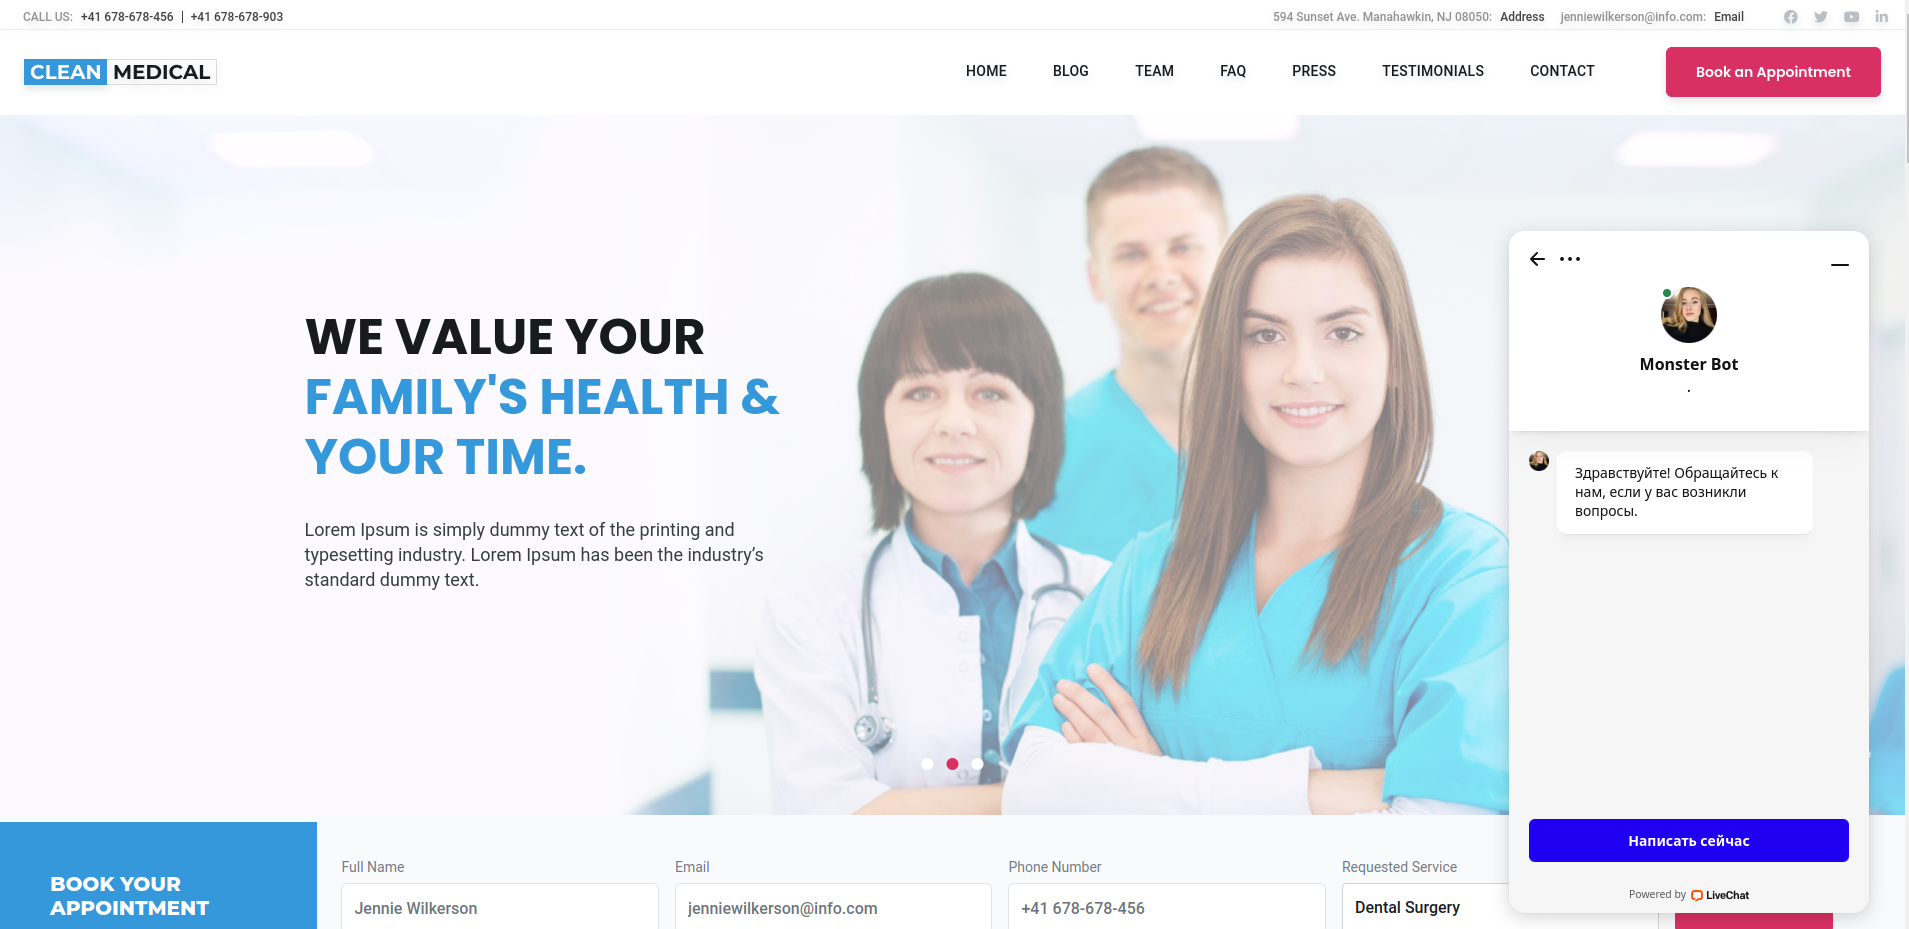 CALL US: +41 678-678-456 | +41 678-678-903
594 Sunset Ave. Manahawkin, NJ 08050: Address jenniewilkerson@info.com: Email
CLEAN MEDICAL
HOME BLOG TEAM FAQ PRESS TESTIMONIALS CONTACT
Book an Appointment
WE VALUE YOUR
FAMILY'S HEALTH &
YOUR TIME.
Lorem Ipsum is simply dummy text of the printing and
typesetting industry. Lorem Ipsum has been the industry’s
standard dummy text.
Monster Bot
.
Здравствуйте! Обращайтесь к
нам, если у вас возникли
вопросы.
Написать сейчас
Powered by LiveChat
BOOK YOUR
APPOINTMENT
Full Name
Jennie Wilkerson
Email
jenniewilkerson@info.com
Phone Number
+41 678-678-456
Requested Service
Dental Surgery